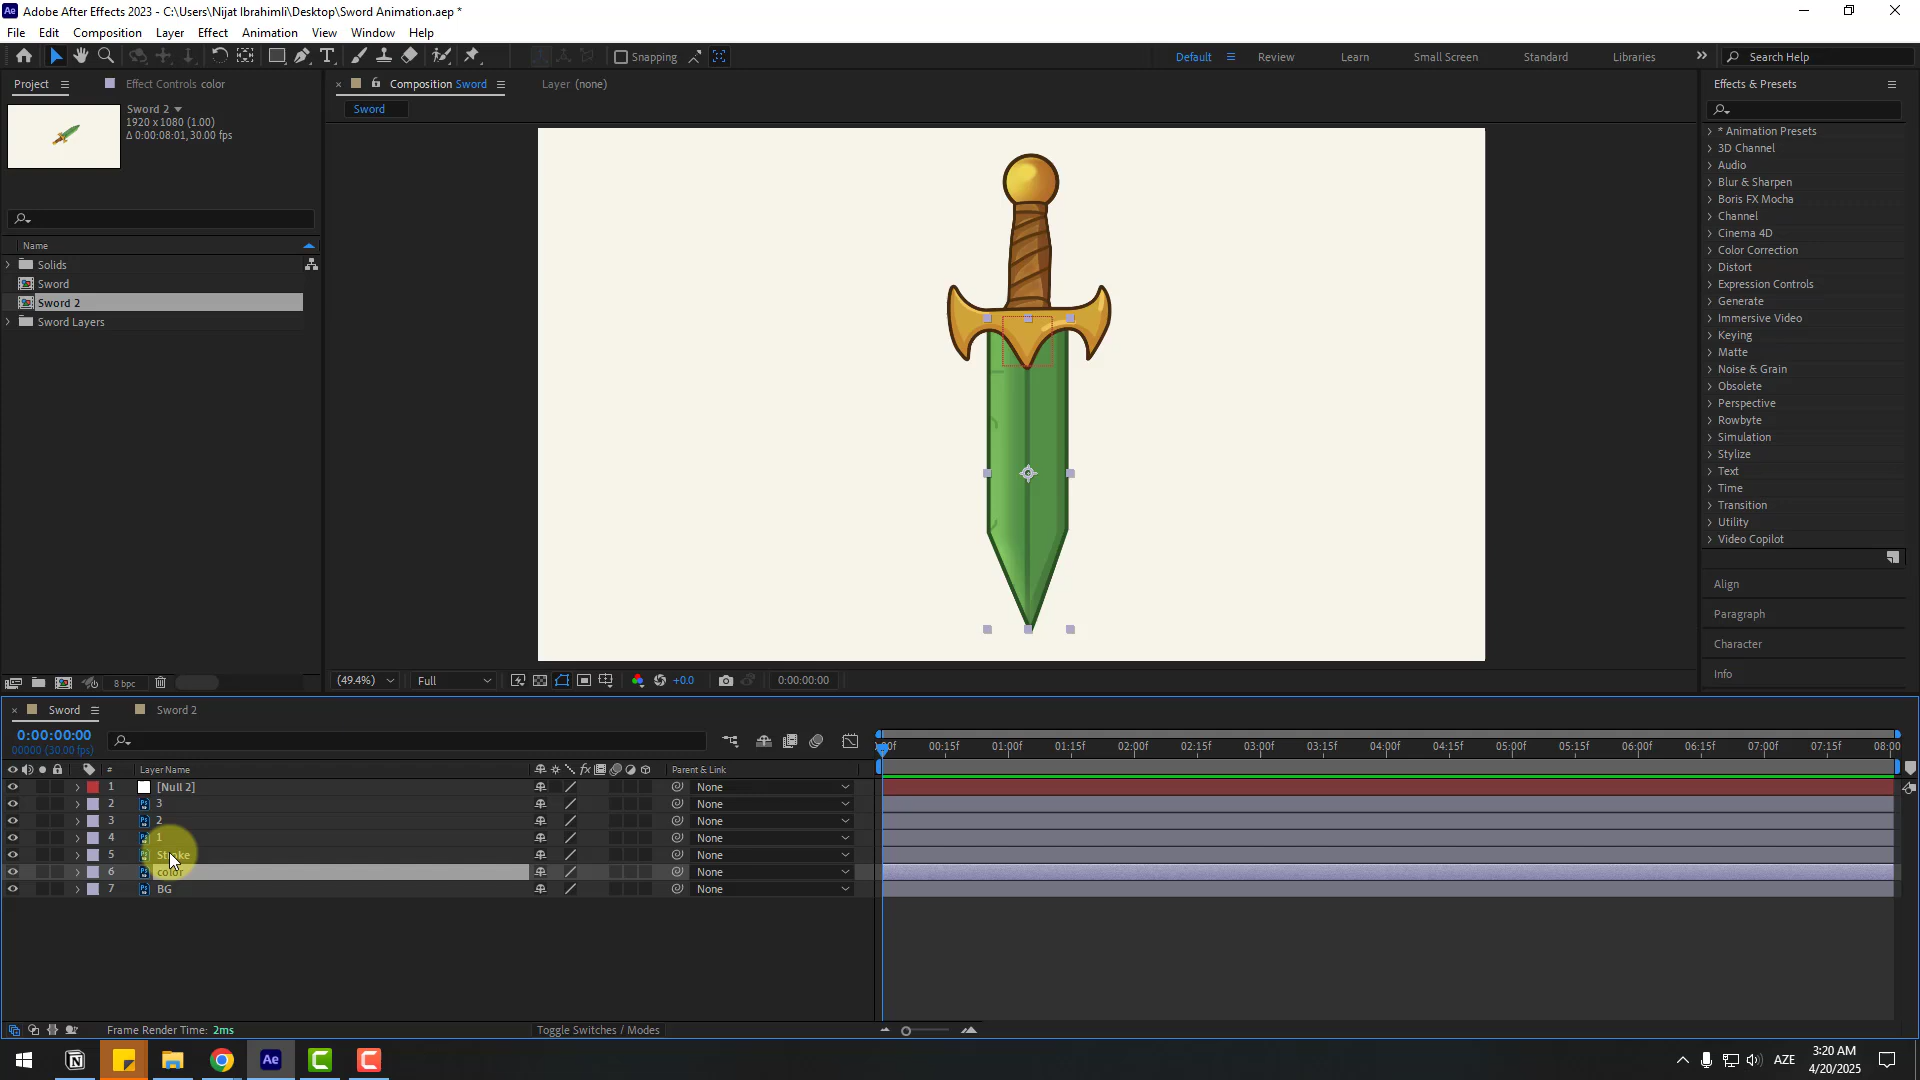 Adobe After Effects 2023 - C:\Users\Nijat Ibrahimli\Desktop\Sword Animation.aep *
File Edit Composition Layer Effect Animation View Window Help
Snapping
Default Review Learn Small Screen Standard Libraries Search Help
Project Effect Controls color
Composition Sword Layer (none)
Effects & Presets
Sword 2
1920 x 1080 (1.00)
Δ 0:00:08:01, 30.00 fps
Sword
Name
Solids
Sword
Sword 2
Sword Layers
8 bpc
* Animation Presets
3D Channel
Audio
Blur & Sharpen
Boris FX Mocha
Channel
Cinema 4D
Color Correction
Distort
Expression Controls
Generate
Immersive Video
Keying
Matte
Noise & Grain
Obsolete
Perspective
Rowbyte
Simulation
Stylize
Text
Time
Transition
Utility
Video Copilot
Align
Paragraph
Character
Info
(49.4%) Full +0.0 0:00:00:00
Sword Sword 2
0:00:00:00
00000 (30.00 fps)
00:15f 01:00f 01:15f 02:00f 02:15f 03:00f 03:15f 04:00f 04:15f 05:00f 05:15f 06:00f 06:15f 07:00f 07:15f 08:00
# Layer Name fx Parent & Link
1 [Null 2] None
2 3 None
3 2 None
4 1 None
5 Stroke None
6 color None
7 BG None
Frame Render Time: 2ms Toggle Switches / Modes
AZE 3:20 AM
4/20/2025